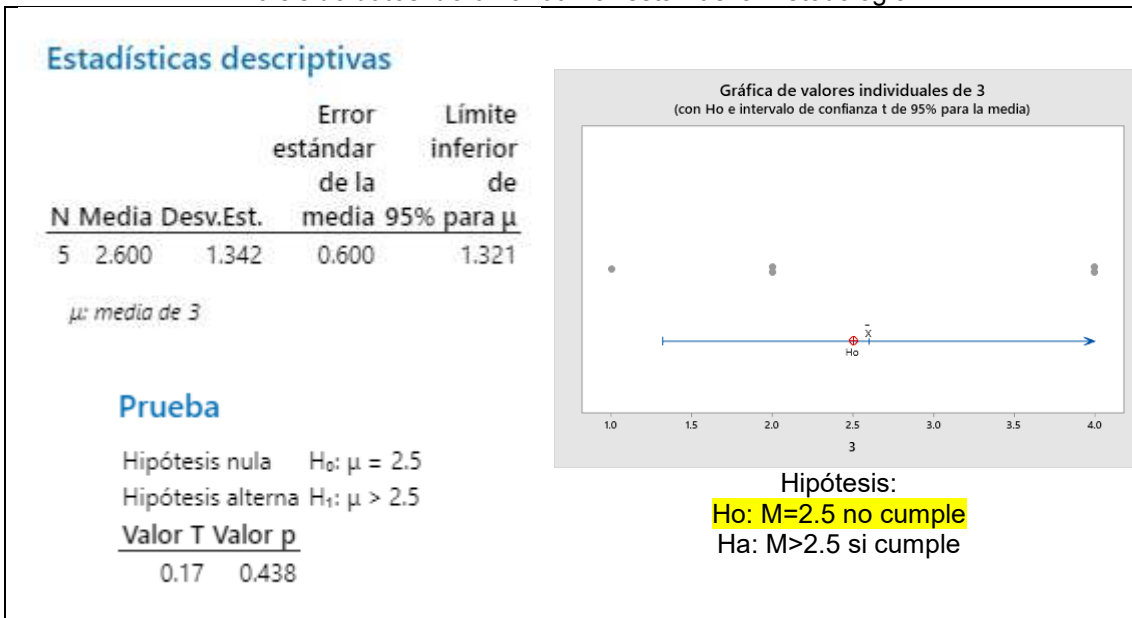 Estadísticas descriptivas
Error Límite
estándar inferior
de la de
N Media Desv.Est. media 95% para μ
5 2.600 1.342 0.600 1.321
μ: media de 3
Gráfica de valores individuales de 3
(con Ho e intervalo de confianza t de 95% para la media)
X
Ho
1.0 1.5 2.0 2.5 3.0 3.5 4.0
3
Prueba
Hipótesis nula H₀: μ = 2.5
Hipótesis alterna H₁: μ > 2.5
Valor T Valor p
0.17 0.438
Hipótesis:
Ho: M=2.5 no cumple
Ha: M>2.5 si cumple